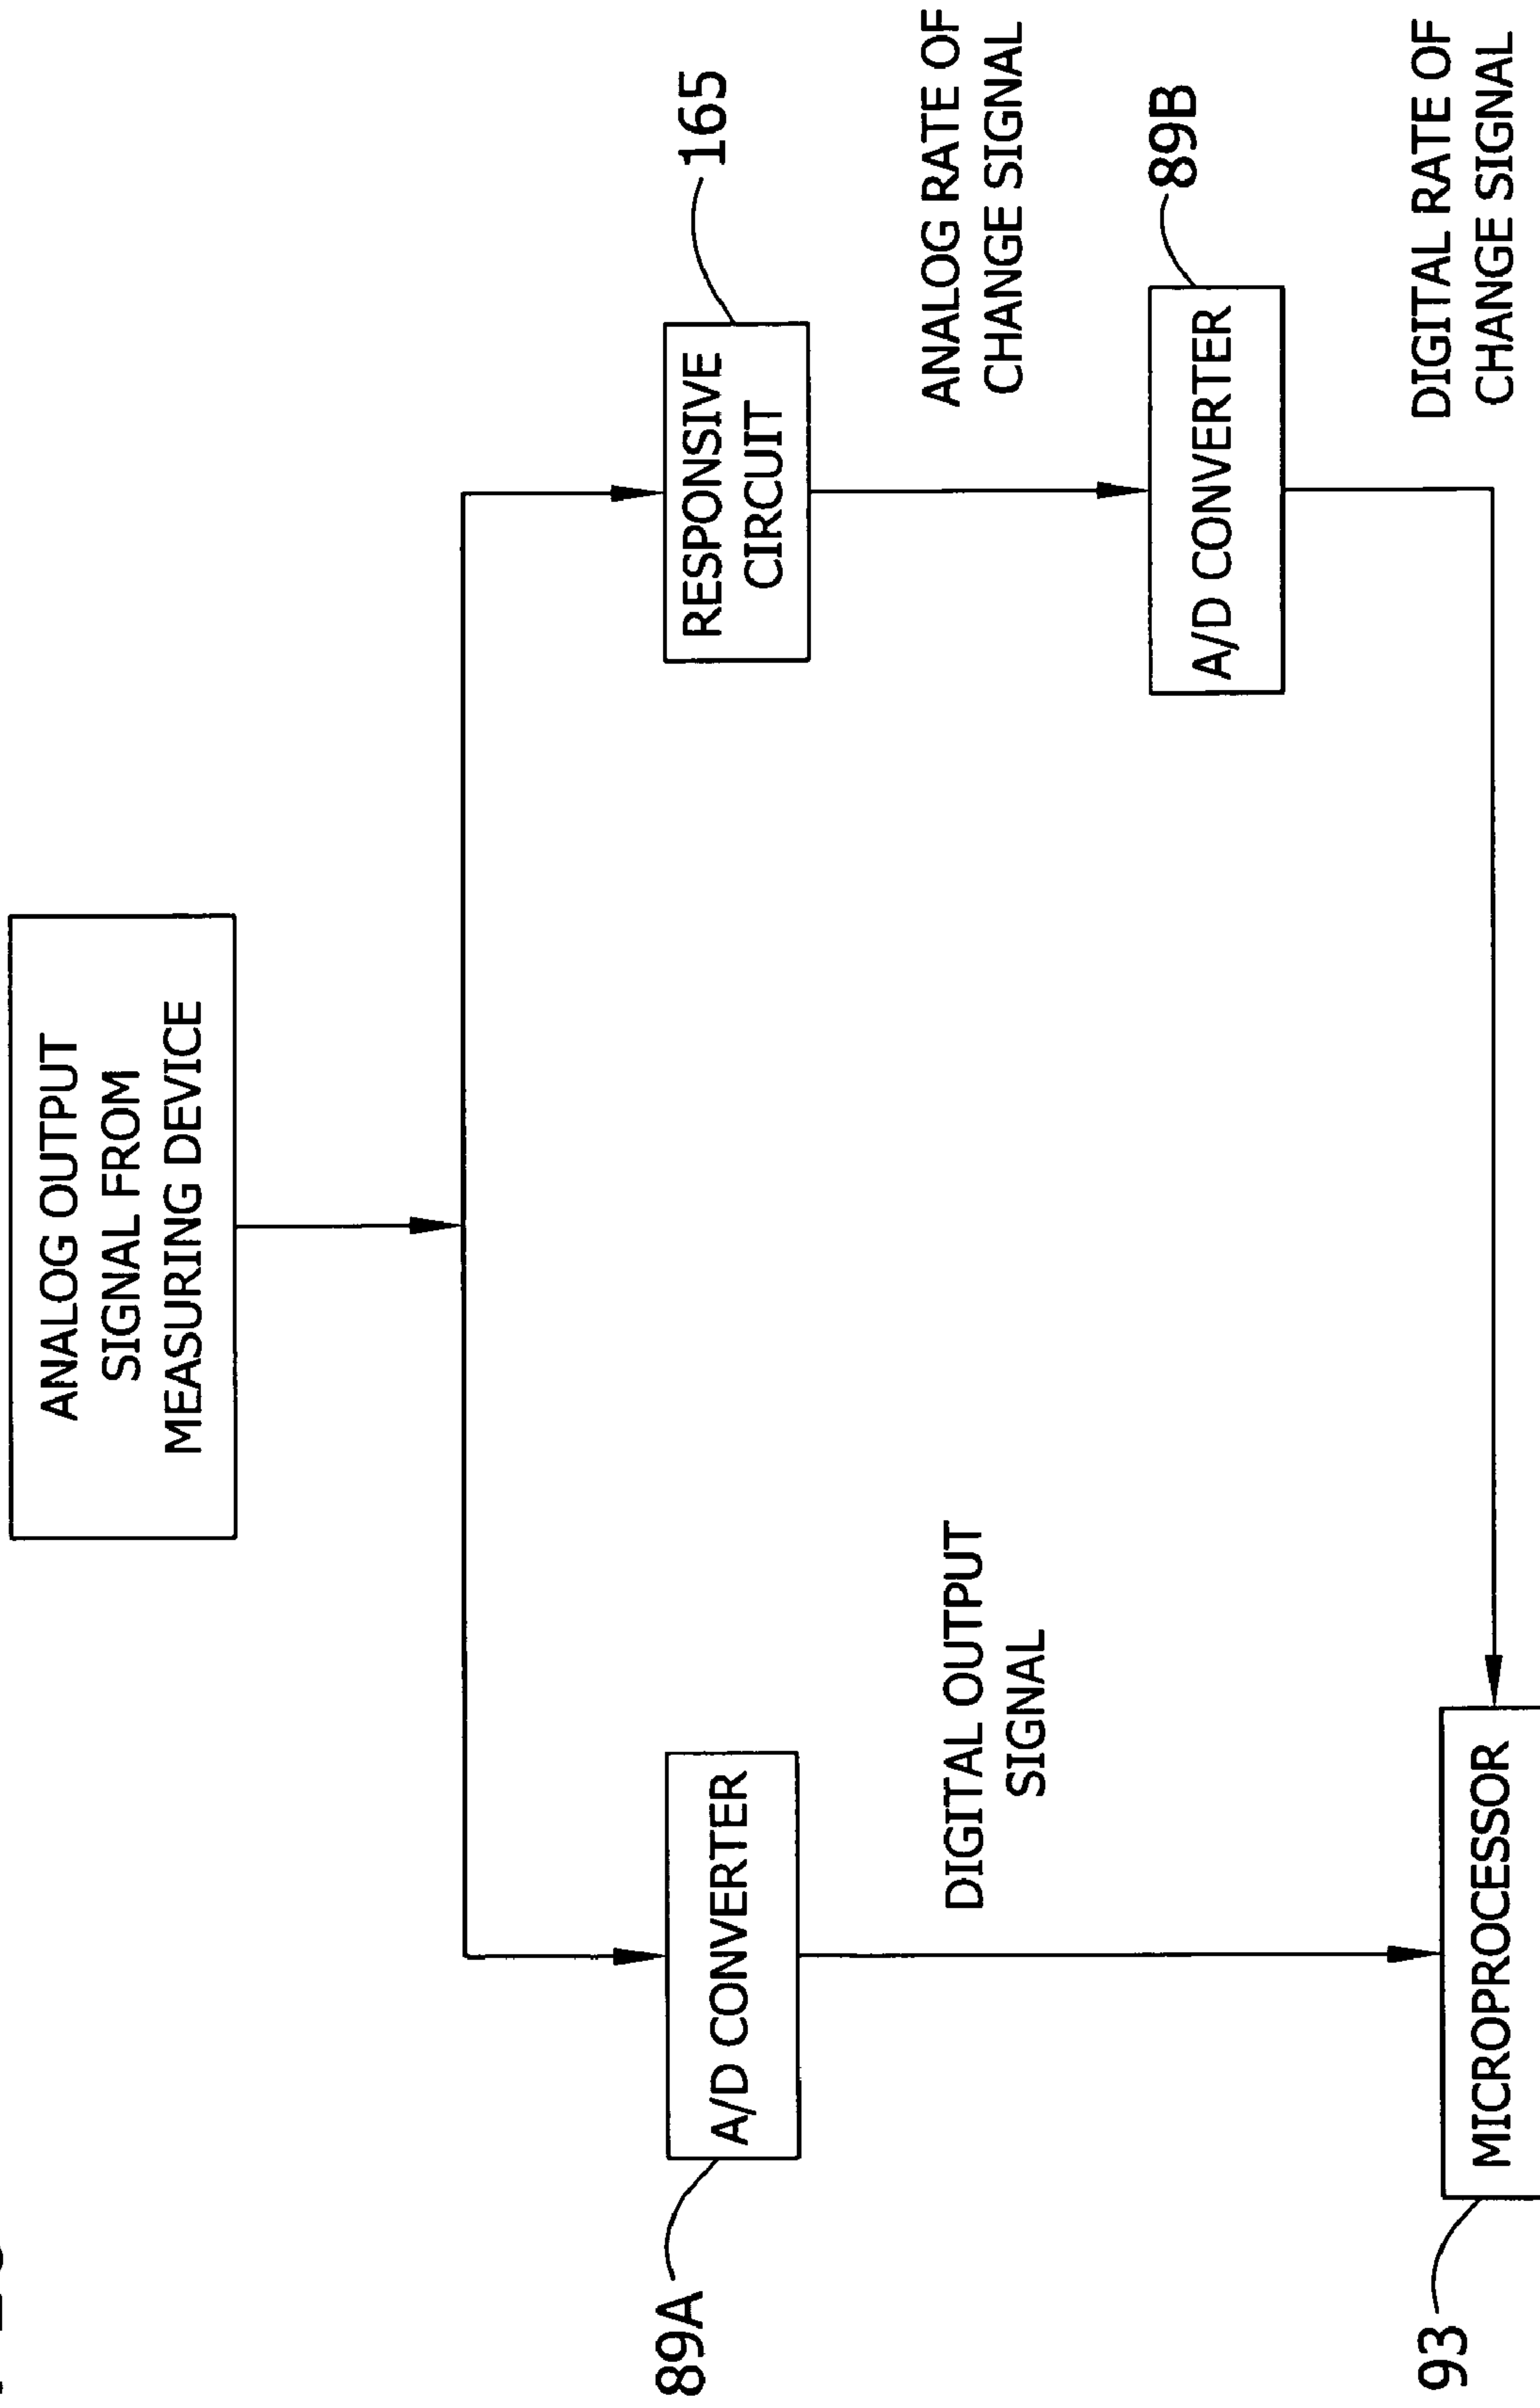 ANALOG OUTPUT
SIGNAL FROM
MEASURING DEVICE
A/D CONVERTER
89A
RESPONSIVE
CIRCUIT
165
DIGITAL OUTPUT
SIGNAL
ANALOG RATE OF
CHANGE SIGNAL
A/D CONVERTER
89B
DIGITAL RATE OF
CHANGE SIGNAL
MICROPROCESSOR
93